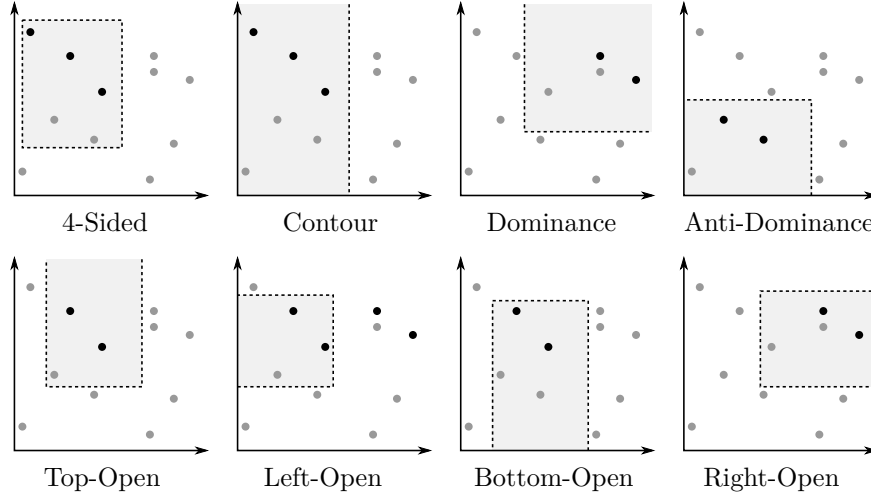 4-Sided
Contour
Dominance
Anti-Dominance
Top-Open
Left-Open
Bottom-Open
Right-Open